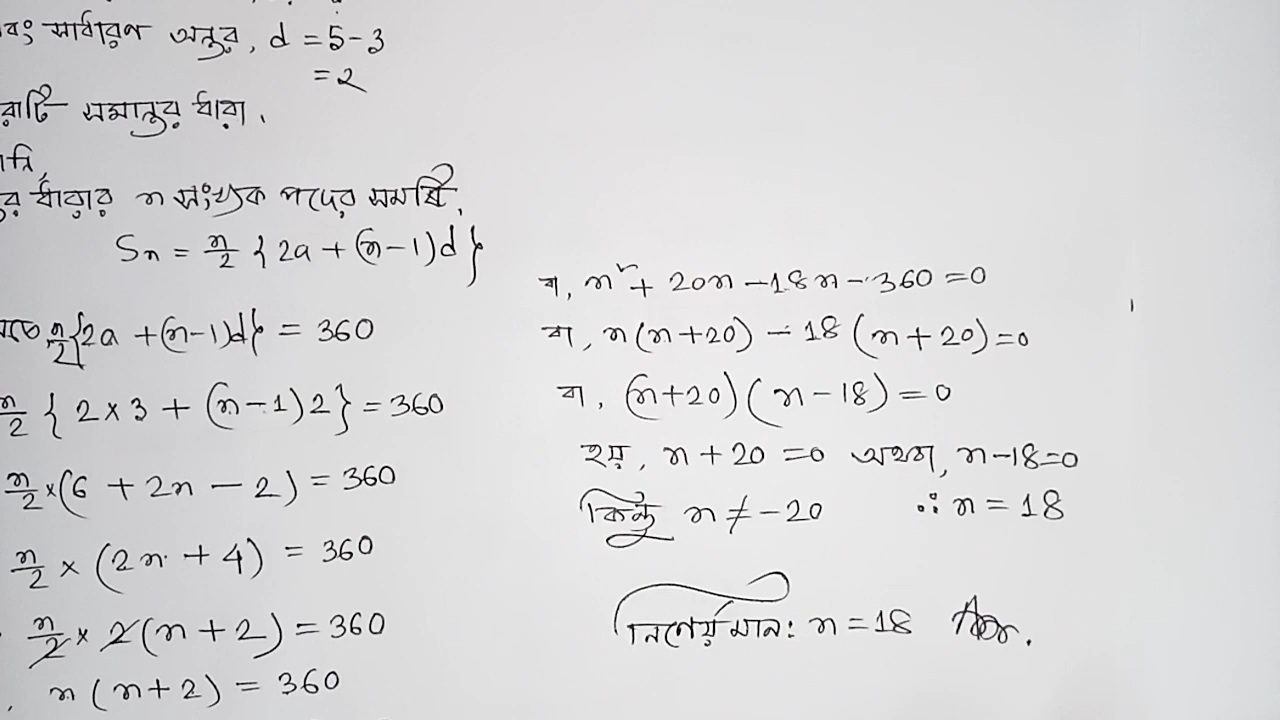 বং সাধারণ অন্তর, d = 5-3
= 2
রাটি সমান্তর ধারা।
নি,
র ধারার n সংখ্যক পদের সমষ্টি,
Sn = n/2 {2a + (n-1)d}
মতে, n/2{2a + (n-1)d} = 360
n/2 {2×3 + (n-1)2} = 360
n/2 ×(6 + 2n - 2) = 360
n/2 × (2n + 4) = 360
n/2 × 2(n+2) = 360
n(n+2) = 360
বা, n² + 20n - 18n - 360 = 0
বা, n(n+20) - 18(n+20) = 0
বা, (n+20)(n-18) = 0
হয়, n+20 = 0 অথবা, n-18=0
কিন্তু n ≠ -20 ∴ n = 18
নির্ণেয় মান: n = 18 Ans.